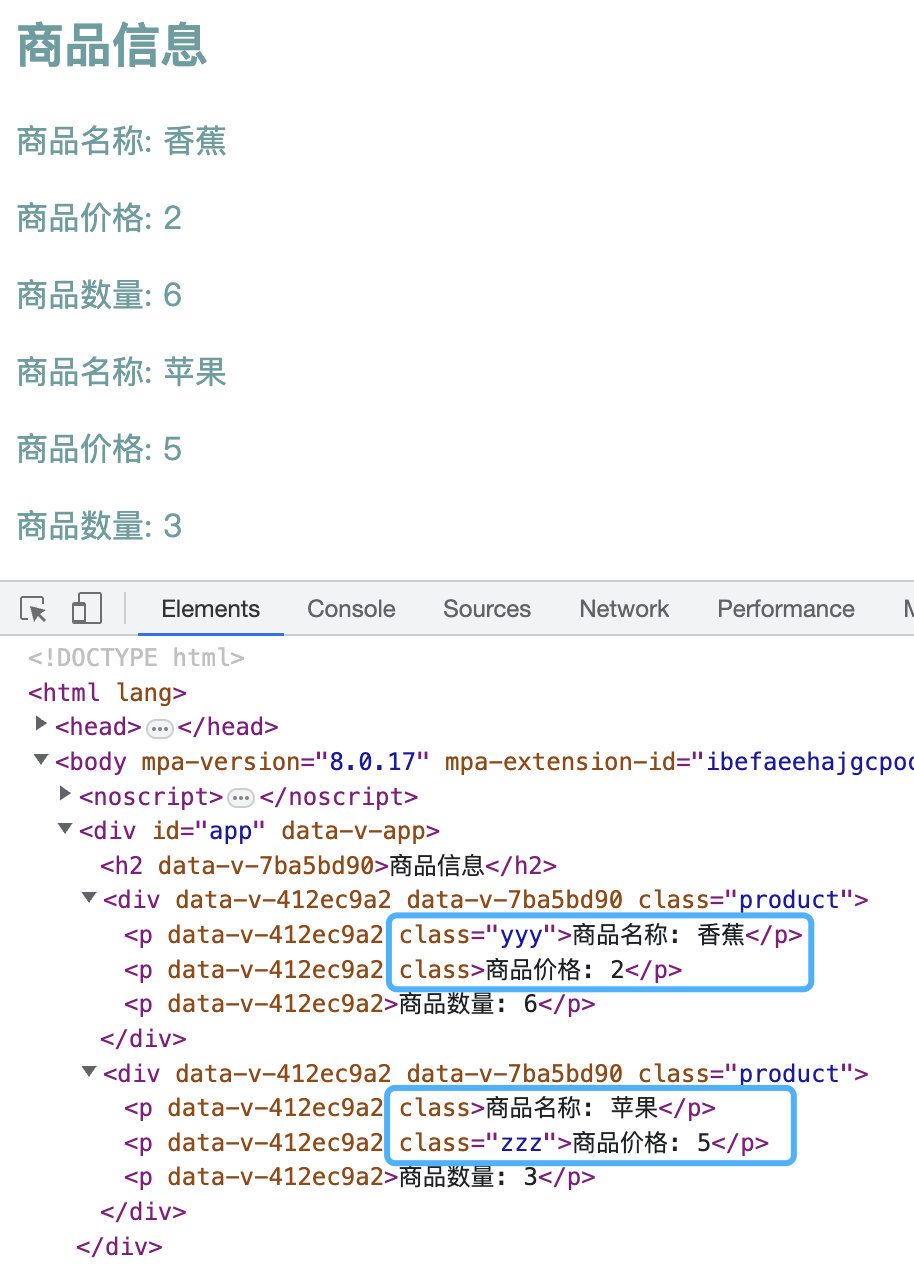 商品信息
商品名称: 香蕉
商品价格: 2
商品数量: 6
商品名称: 苹果
商品价格: 5
商品数量: 3
Elements Console Sources Network Performance
<!DOCTYPE html>
<html lang>
<head>…</head>
<body mpa-version="8.0.17" mpa-extension-id="ibefaeehajgcpoo
<noscript>…</noscript>
<div id="app" data-v-app>
<h2 data-v-7ba5bd90>商品信息</h2>
<div data-v-412ec9a2 data-v-7ba5bd90 class="product">
<p data-v-412ec9a2 class="yyy">商品名称: 香蕉</p>
<p data-v-412ec9a2 class>商品价格: 2</p>
<p data-v-412ec9a2>商品数量: 6</p>
</div>
<div data-v-412ec9a2 data-v-7ba5bd90 class="product">
<p data-v-412ec9a2 class>商品名称: 苹果</p>
<p data-v-412ec9a2 class="zzz">商品价格: 5</p>
<p data-v-412ec9a2>商品数量: 3</p>
</div>
</div>